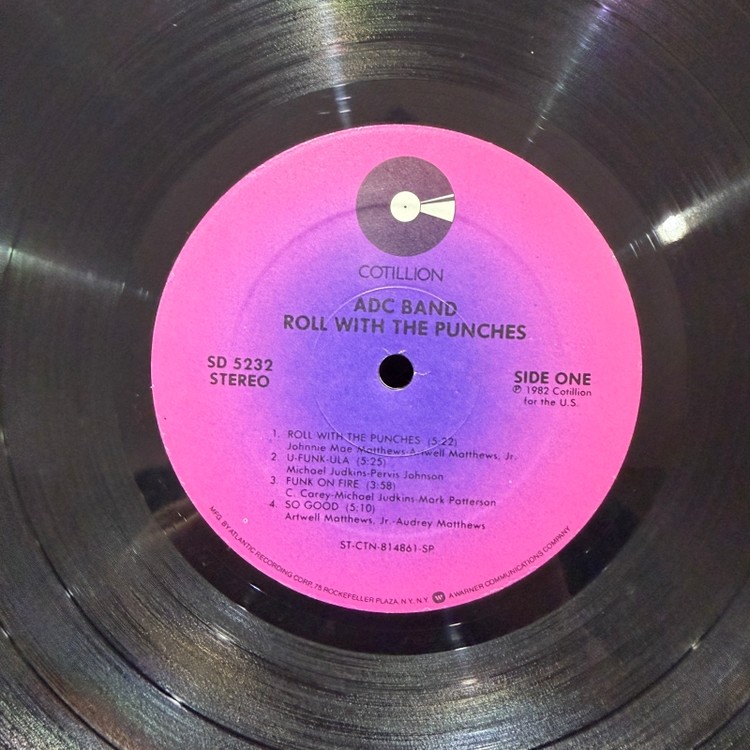 COTILLION
ADC BAND
ROLL WITH THE PUNCHES
SD 5232
STEREO
SIDE ONE
℗ 1982 Cotillion
for the U.S.
1. ROLL WITH THE PUNCHES (5:22)
Johnnie Mae Matthews-Artwell Matthews, Jr.
2. U-FUNK-ULA (5:25)
Michael Judkins-Pervis Johnson
3. FUNK ON FIRE (3:58)
C. Carey-Michael Judkins-Mark Patterson
4. SO GOOD (5:10)
Artwell Matthews, Jr.-Audrey Matthews
ST-CTN-814861-SP
MFG. BY ATLANTIC RECORDING CORP., 75 ROCKEFELLER PLAZA, N.Y., N.Y. W A WARNER COMMUNICATIONS COMPANY